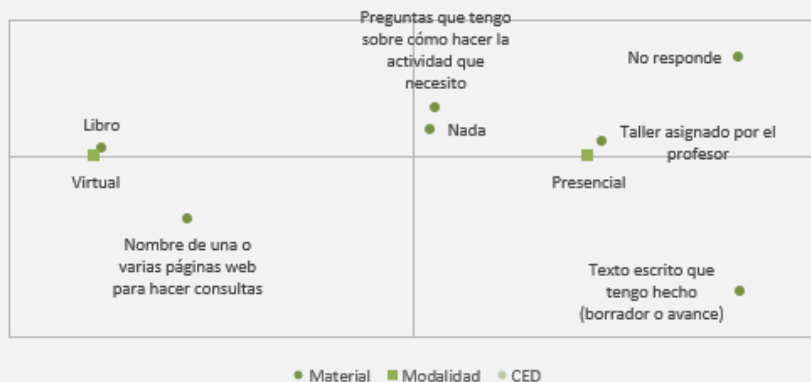 Preguntas que tengo
sobre cómo hacer la
actividad que
necesito
No responde
Libro
Nada
Taller asignado por el
profesor
Virtual
Presencial
Nombre de una o
varias páginas web
para hacer consultas
Texto escrito que
tengo hecho
(borrador o avance)
Material Modalidad CED